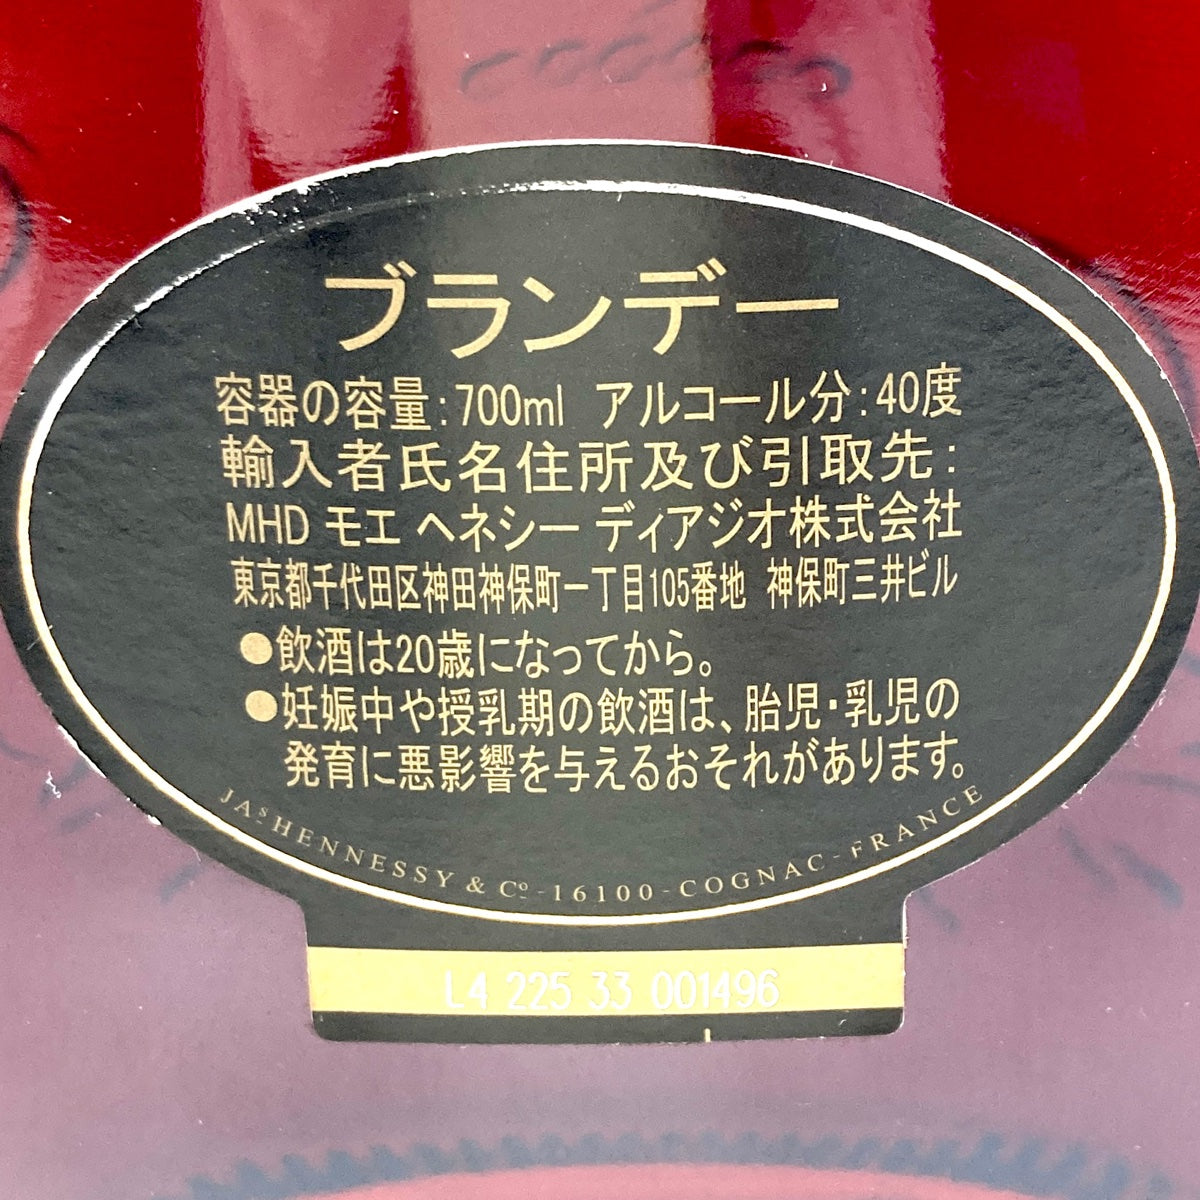 ブランデー
容器の容量:700ml アルコール分:40度
輸入者氏名住所及び引取先:
MHD モエ ヘネシー ディアジオ株式会社
東京都千代田区神田神保町一丁目105番地 神保町三井ビル
●飲酒は20歳になってから。
●妊娠中や授乳期の飲酒は、胎児・乳児の
発育に悪影響を与えるおそれがあります。
JAS HENNESSY & Co - 16100 - COGNAC - FRANCE
L4 225 33 001496